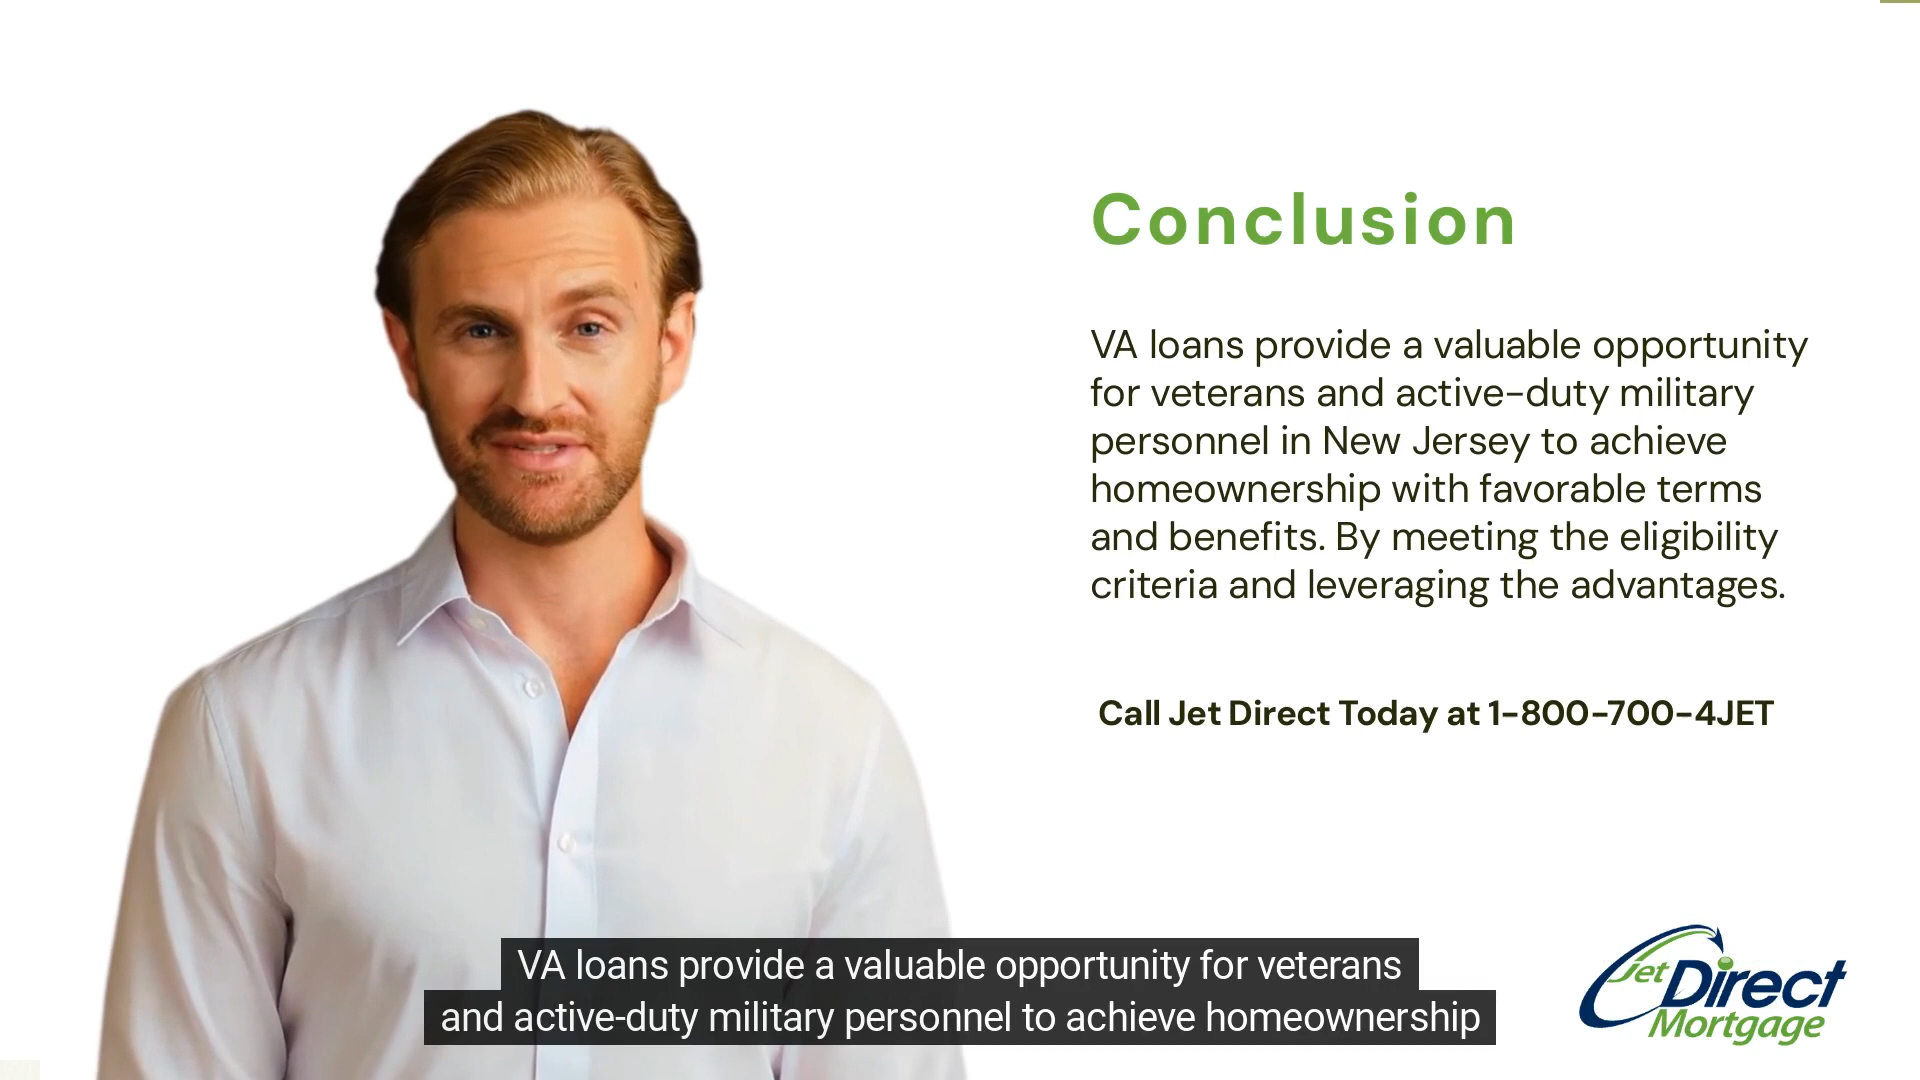 Conclusion
VA loans provide a valuable opportunity
for veterans and active-duty military
personnel in New Jersey to achieve
homeownership with favorable terms
and benefits. By meeting the eligibility
criteria and leveraging the advantages.
Call Jet Direct Today at 1-800-700-4JET
VA loans provide a valuable opportunity for veterans
and active-duty military personnel to achieve homeownership
Jet Direct
Mortgage